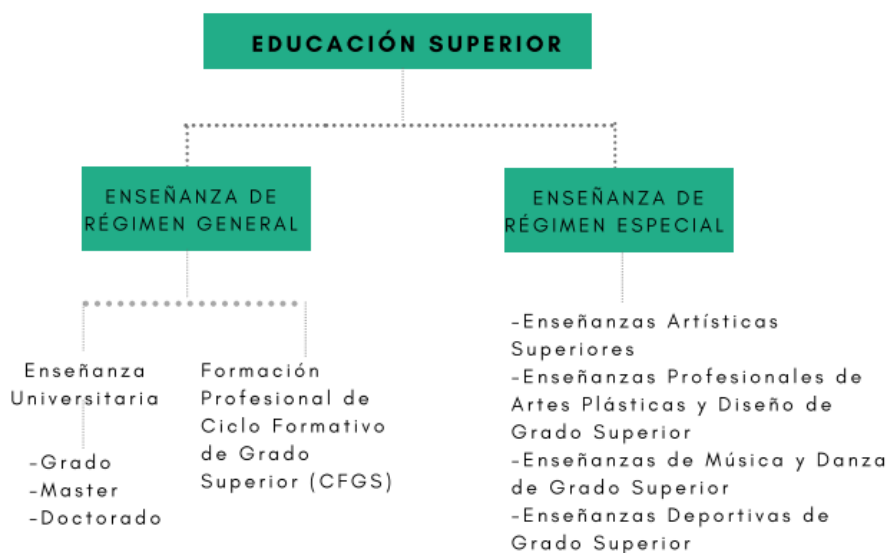 EDUCACIÓN SUPERIOR
ENSEÑANZA DE
RÉGIMEN GENERAL
Enseñanza
Universitaria
-Grado
-Master
-Doctorado
Formación
Profesional de
Ciclo Formativo
de Grado
Superior (CFGS)
ENSEÑANZA DE
RÉGIMEN ESPECIAL
-Enseñanzas Artísticas
Superiores
-Enseñanzas Profesionales de
Artes Plásticas y Diseño de
Grado Superior
-Enseñanzas de Música y Danza
de Grado Superior
-Enseñanzas Deportivas de
Grado Superior